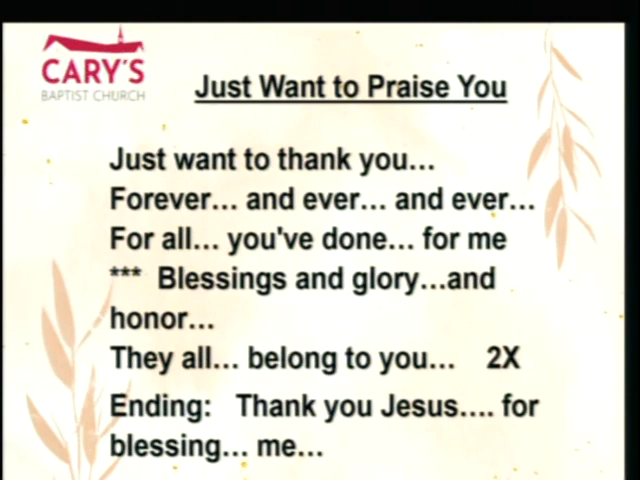 CARY'S
BAPTIST CHURCH
Just Want to Praise You
Just want to thank you...
Forever... and ever... and ever...
For all... you've done... for me
*** Blessings and glory...and
honor...
They all... belong to you... 2X
Ending: Thank you Jesus.... for
blessing... me...